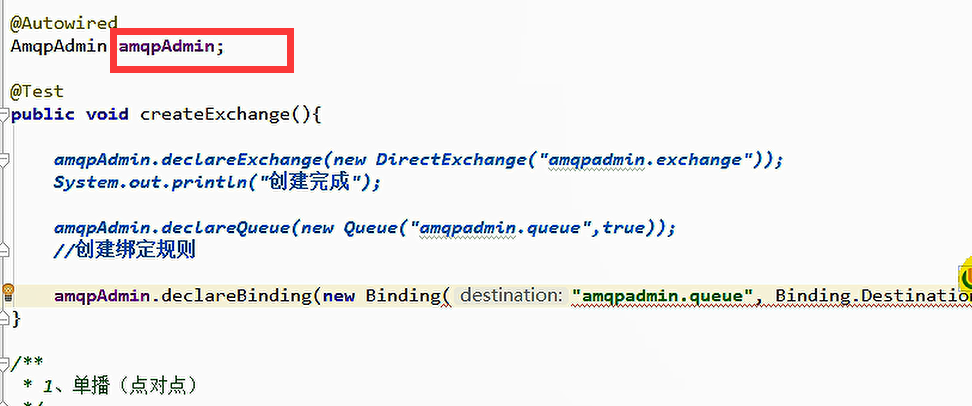 @Autowired
AmqpAdmin amqpAdmin;
@Test
public void createExchange(){
amqpAdmin.declareExchange(new DirectExchange("amqpadmin.exchange"));
System.out.println("创建完成");
amqpAdmin.declareQueue(new Queue("amqpadmin.queue",true));
//创建绑定规则
amqpAdmin.declareBinding(new Binding( destination: "amqpadmin.queue", Binding.Destination
}
/**
* 1、单播（点对点）
*/